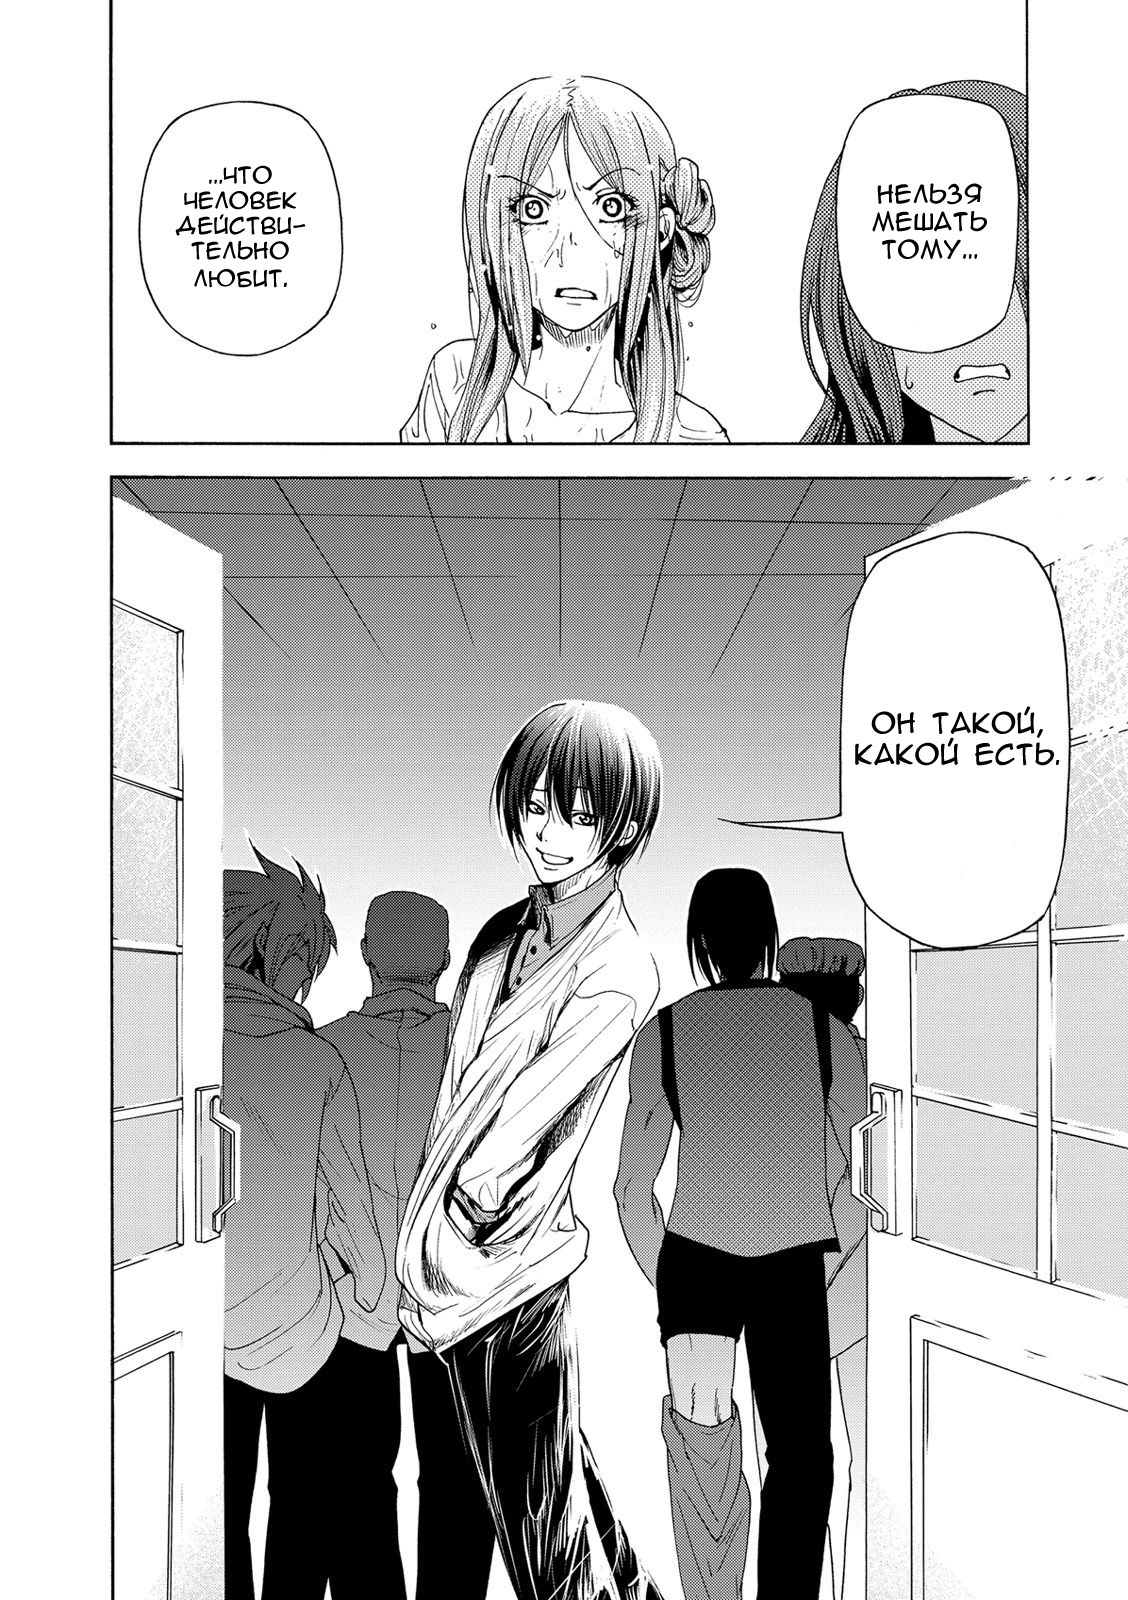 НЕЛЬЗЯ
МЕШАТЬ
ТОМУ...
...ЧТО
ЧЕЛОВЕК
ДЕЙСТВИ-
ТЕЛЬНО
ЛЮБИТ.
ОН ТАКОЙ,
КАКОЙ ЕСТЬ.